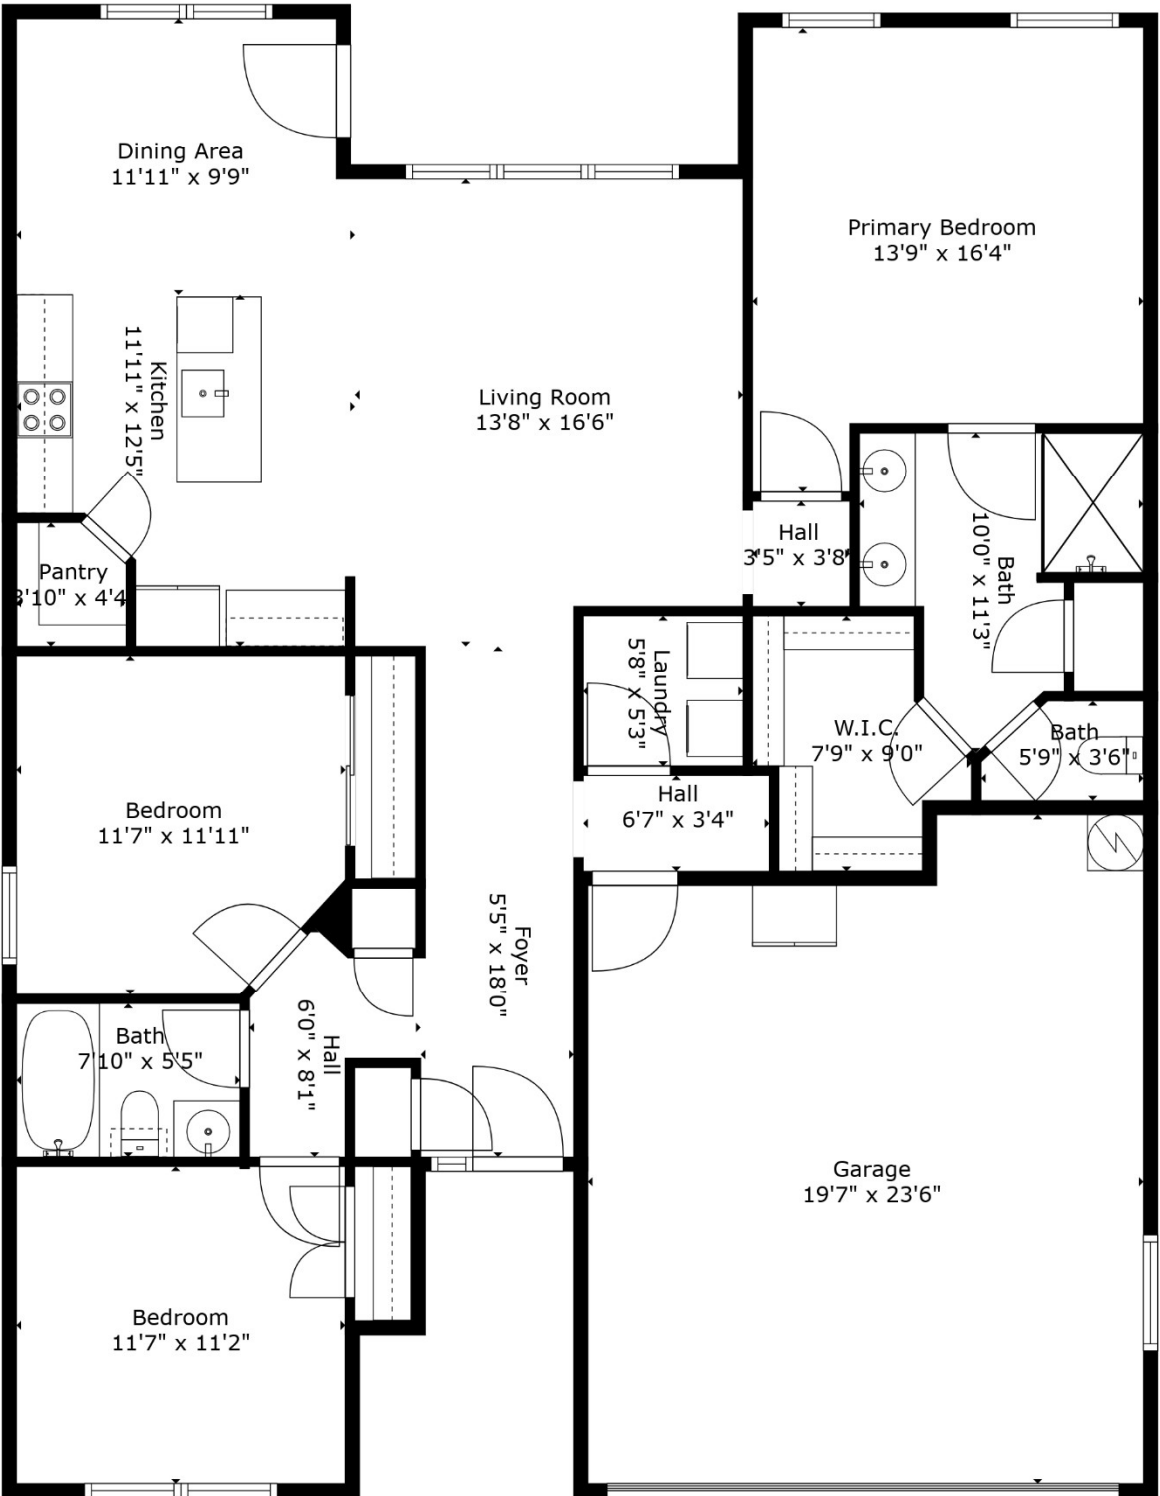 Dining Area
11'11" x 9'9"
Primary Bedroom
13'9" x 16'4"
Kitchen
11'11" x 12'5"
Living Room
13'8" x 16'6"
Hall
3'5" x 3'8"
Bath
10'0" x 11'3"
Pantry
3'10" x 4'4
Laundry
5'8" x 5'3"
W.I.C.
7'9" x 9'0"
Bath
5'9" x 3'6"
Hall
6'7" x 3'4"
Bedroom
11'7" x 11'11"
Foyer
5'5" x 18'0"
Bath
7'10" x 5'5"
Hall
6'0" x 8'1"
Garage
19'7" x 23'6"
Bedroom
11'7" x 11'2"